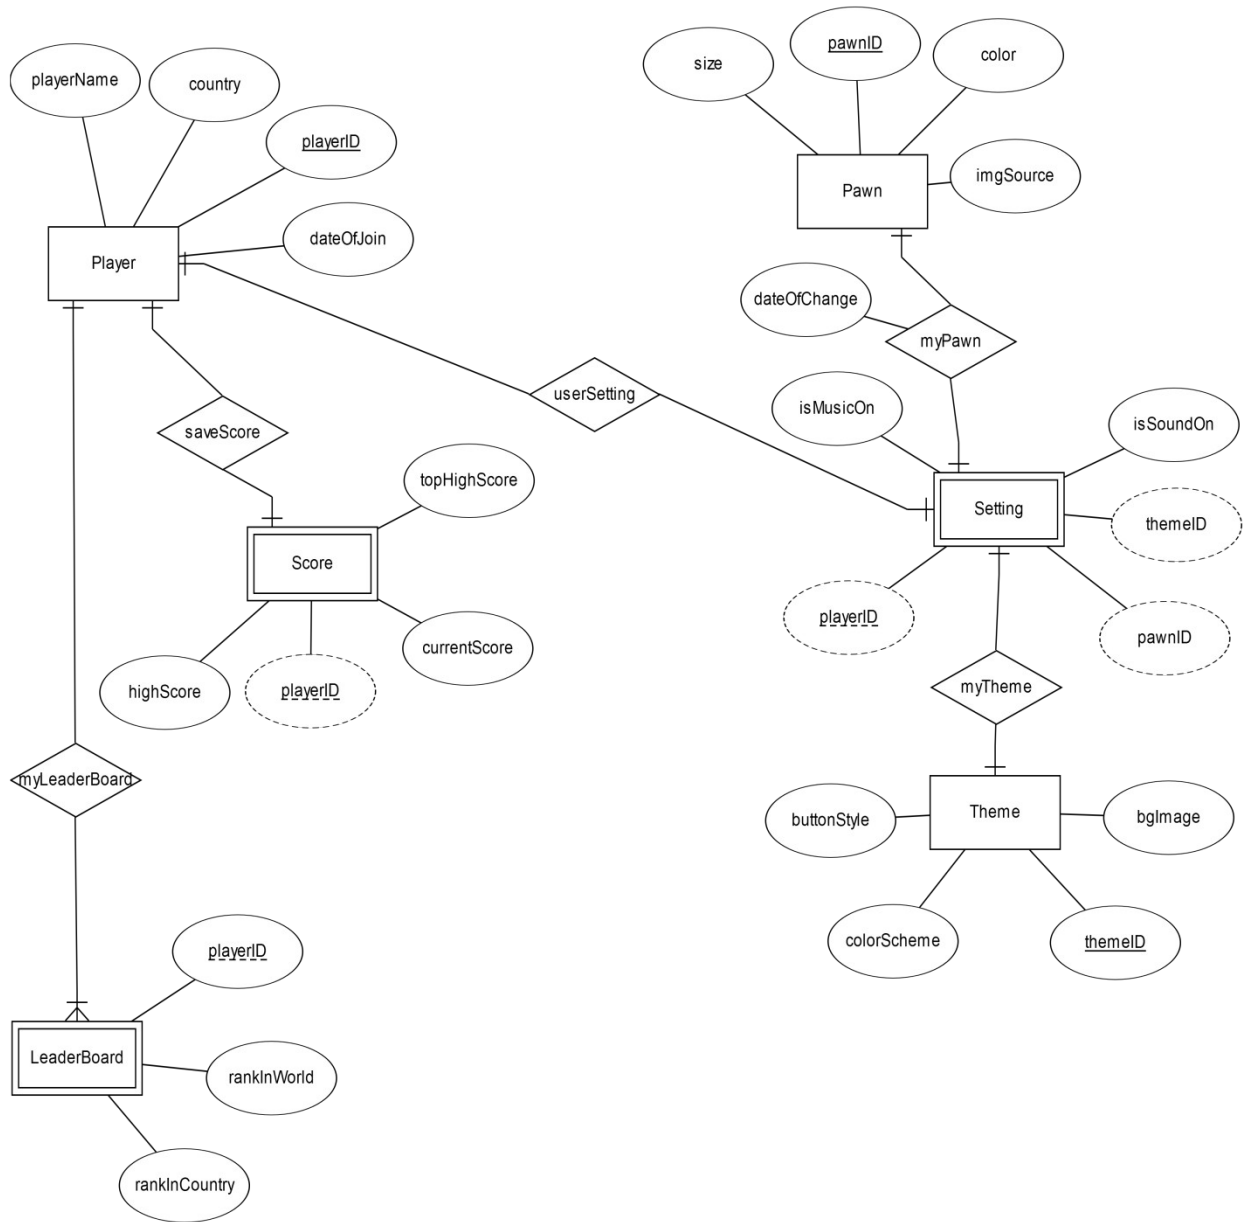 playerName
country
playerID
dateOfJoin
Player
size
pawnID
color
imgSource
Pawn
dateOfChange
myPawn
userSetting
isMusicOn
isSoundOn
saveScore
topHighScore
Setting
themeID
Score
playerID
pawnID
highScore
playerID
currentScore
myTheme
myLeaderBoard
buttonStyle
Theme
bgImage
colorScheme
themeID
playerID
LeaderBoard
rankInWorld
rankInCountry